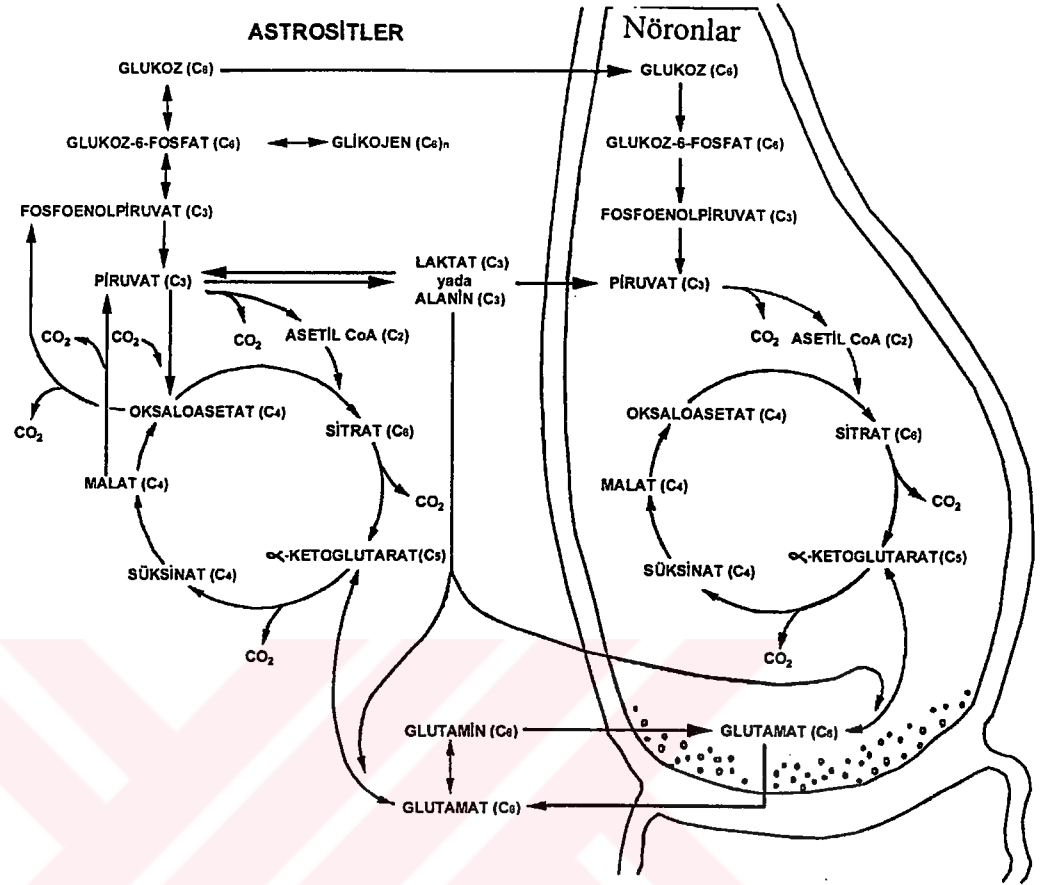 ASTROSİTLER
Nöronlar
GLUKOZ (C6)
GLUKOZ (C6)
GLUKOZ-6-FOSFAT (C6)
GLİKOJEN (C6)n
GLUKOZ-6-FOSFAT (C6)
FOSFOENOLPİRUVAT (C3)
FOSFOENOLPİRUVAT (C3)
LAKTAT (C3)
yada
ALANİN (C3)
PİRUVAT (C3)
PİRUVAT (C3)
CO2
CO2
CO2
ASETİL CoA (C2)
CO2
ASETİL CoA (C2)
CO2
OKSALOASETAT (C4)
SİTRAT (C6)
OKSALOASETAT (C4)
SİTRAT (C6)
MALAT (C4)
CO2
MALAT (C4)
CO2
α-KETOGLUTARAT(C5)
α-KETOGLUTARAT(C5)
SÜKSİNAT (C4)
SÜKSİNAT (C4)
CO2
CO2
GLUTAMİN (C6)
GLUTAMAT (C6)
GLUTAMAT (C6)